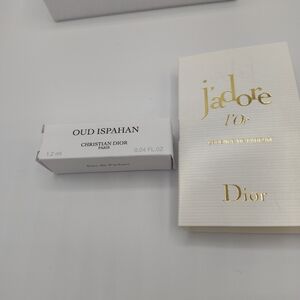 OUD ISPAHAN
CHRISTIAN DIOR
PARIS
1.2 ml
0.04 FL.OZ
j'adore
l'Or
Dior